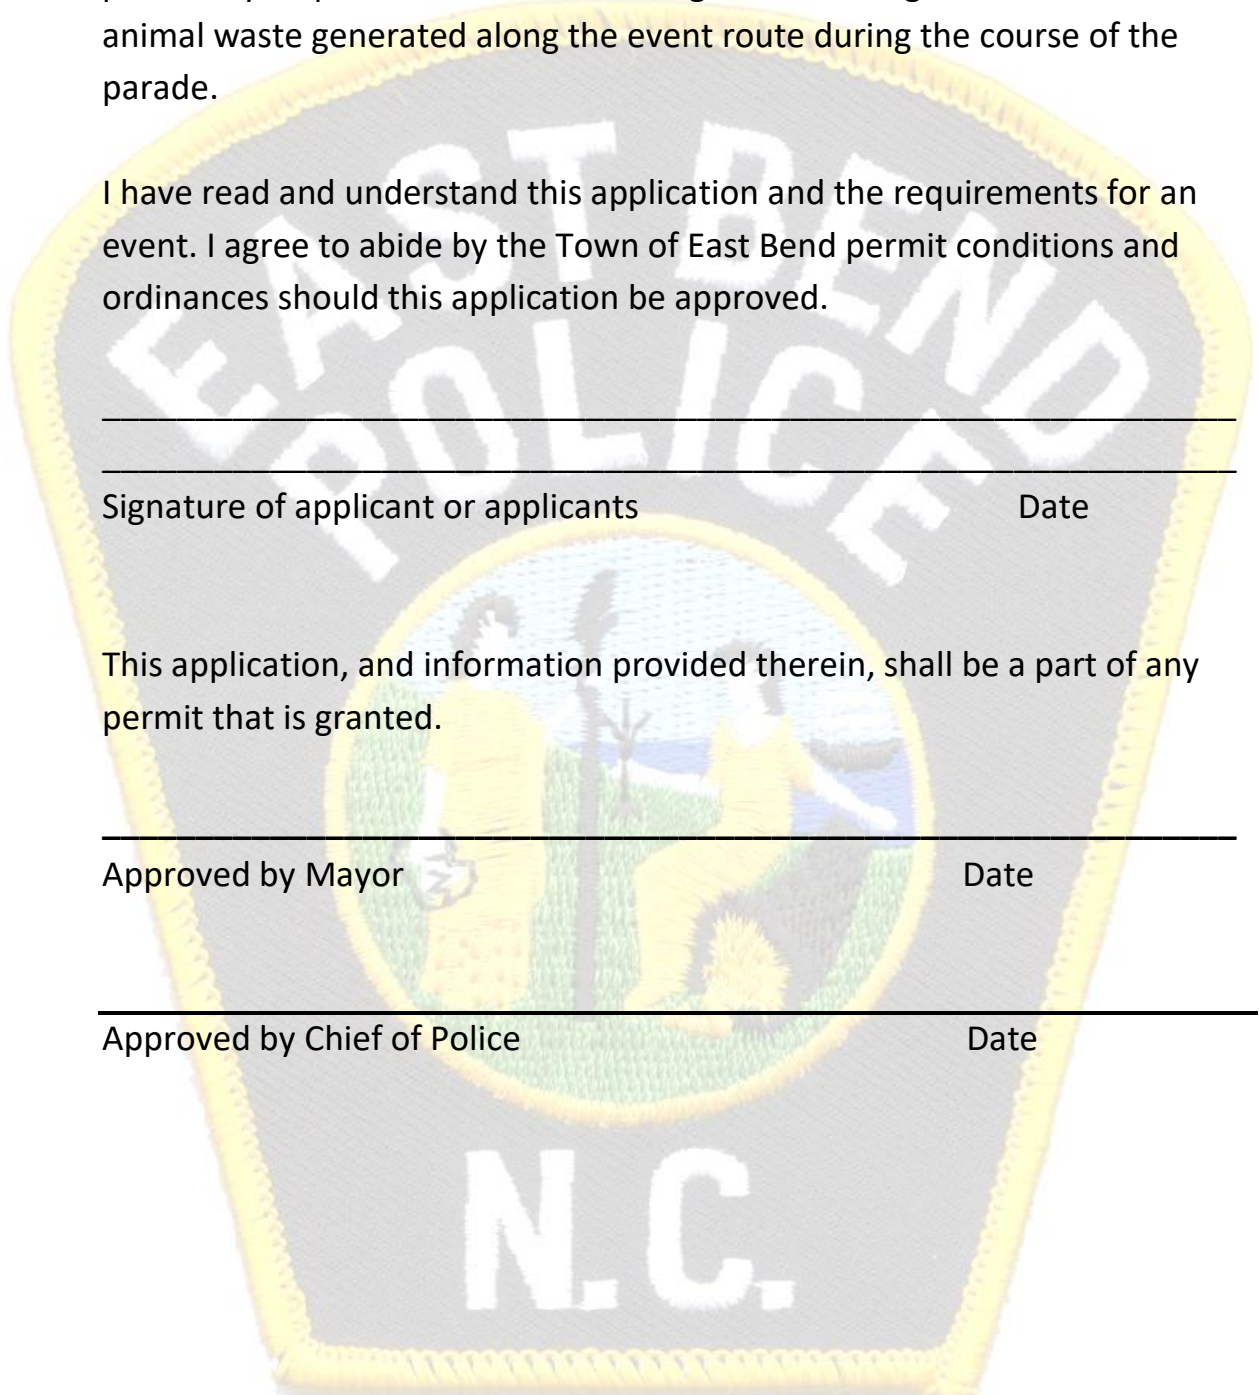 animal waste generated along the event route during the course of the
parade.
I have read and understand this application and the requirements for an
event. I agree to abide by the Town of East Bend permit conditions and
ordinances should this application be approved.
Signature of applicant or applicants Date
This application, and information provided therein, shall be a part of any
permit that is granted.
Approved by Mayor Date
Approved by Chief of Police Date
EAST BEND
POLICE
N.C.